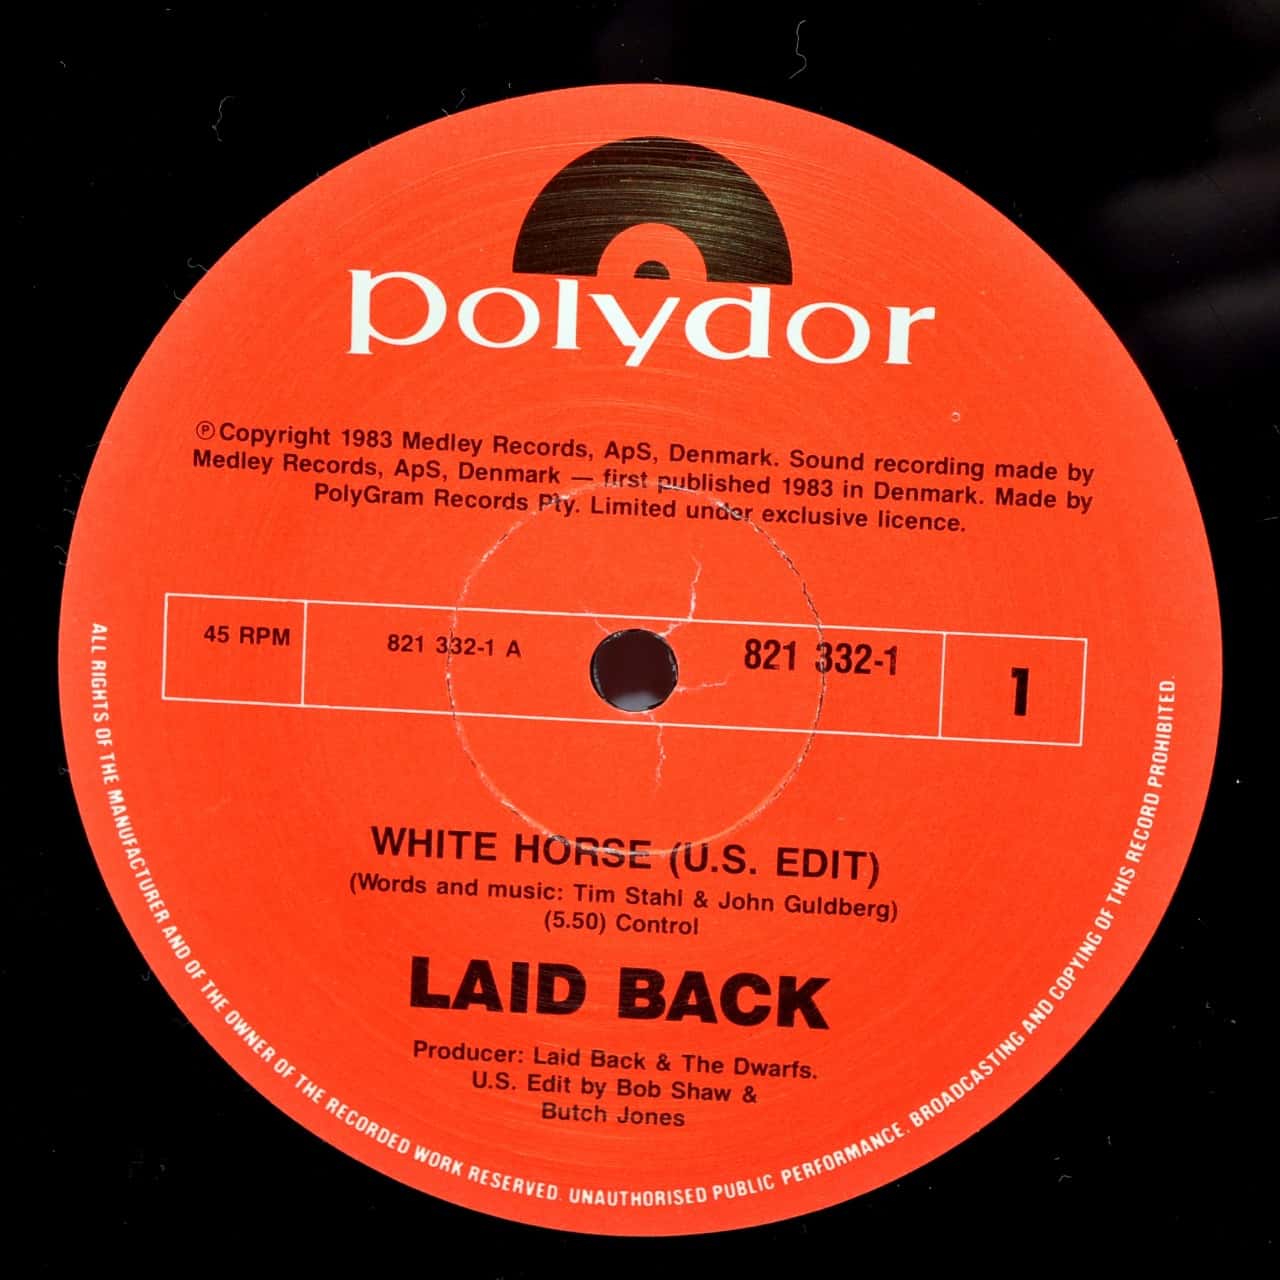 polydor
ⓅCopyright 1983 Medley Records, ApS, Denmark. Sound recording made by
Medley Records, ApS, Denmark — first published 1983 in Denmark. Made by
PolyGram Records Pty. Limited under exclusive licence.
45 RPM 821 332-1 A 821 332-1 1
WHITE HORSE (U.S. EDIT)
(Words and music: Tim Stahl & John Guldberg)
(5.50) Control
LAID BACK
Producer: Laid Back & The Dwarfs.
U.S. Edit by Bob Shaw &
Butch Jones
ALL RIGHTS OF THE MANUFACTURER AND OF THE OWNER OF THE RECORDED WORK RESERVED. UNAUTHORISED PUBLIC PERFORMANCE. BROADCASTING AND COPYING OF THIS RECORD PROHIBITED.